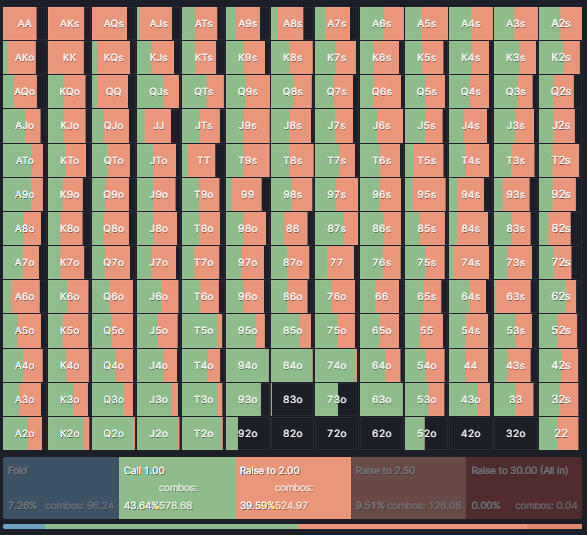 AA AKs AQs AJs ATs A9s A8s A7s A6s A5s A4s A3s A2s
AKo KK KQs KJs KTs K9s K8s K7s K6s K5s K4s K3s K2s
AQo KQo QQ QJs QTs Q9s Q8s Q7s Q6s Q5s Q4s Q3s Q2s
AJo KJo QJo JJ JTs J9s J8s J7s J6s J5s J4s J3s J2s
ATo KTo QTo JTo TT T9s T8s T7s T6s T5s T4s T3s T2s
A9o K9o Q9o J9o T9o 99 98s 97s 96s 95s 94s 93s 92s
A8o K8o Q8o J8o T8o 98o 88 87s 86s 85s 84s 83s 82s
A7o K7o Q7o J7o T7o 97o 87o 77 76s 75s 74s 73s 72s
A6o K6o Q6o J6o T6o 96o 86o 76o 66 65s 64s 63s 62s
A5o K5o Q5o J5o T5o 95o 85o 75o 65o 55 54s 53s 52s
A4o K4o Q4o J4o T4o 94o 84o 74o 64o 54o 44 43s 42s
A3o K3o Q3o J3o T3o 93o 83o 73o 63o 53o 43o 33 32s
A2o K2o Q2o J2o T2o 92o 82o 72o 62o 52o 42o 32o 22
Fold Call 1.00 Raise to 2.00 Raise to 2.50 Raise to 30.00 (All in)
combos: combos:
7.26% combos: 96.24 43.64% 578.68 39.59% 524.97 9.51% combos: 126.08 0.00% combos: 0.04